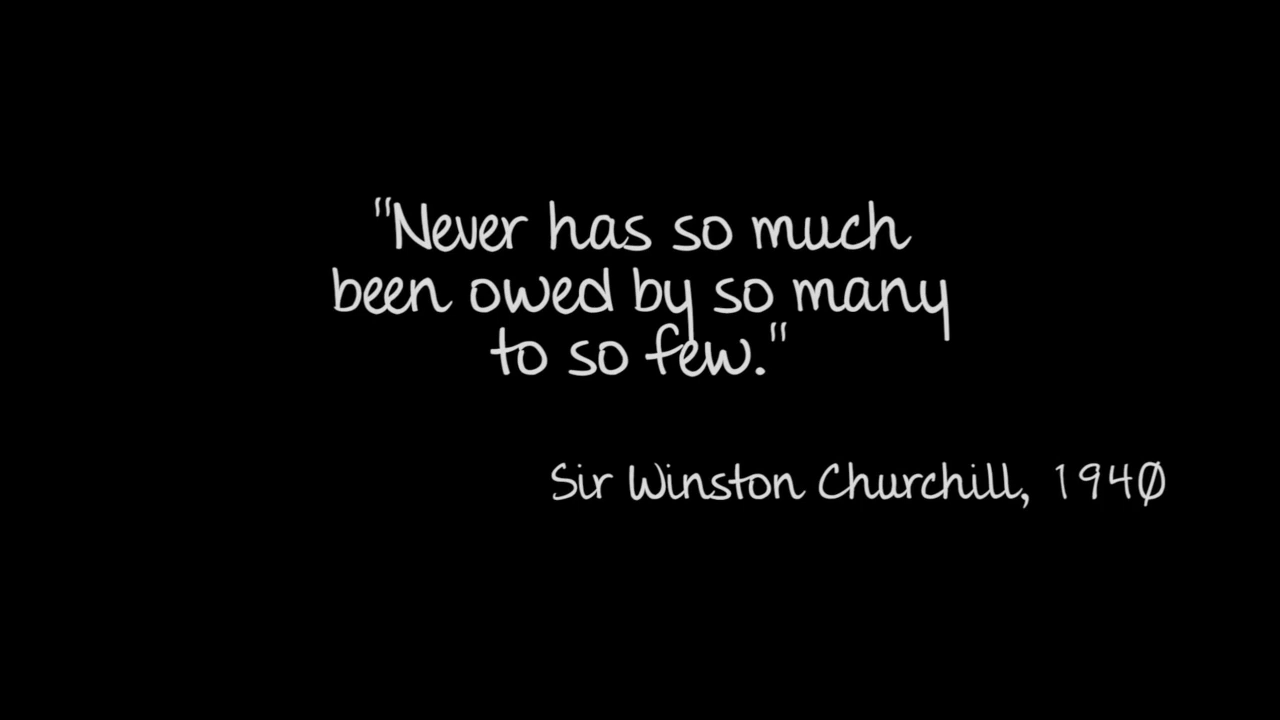 "Never has so much
been owed by so many
to so few."
Sir Winston Churchill, 1940